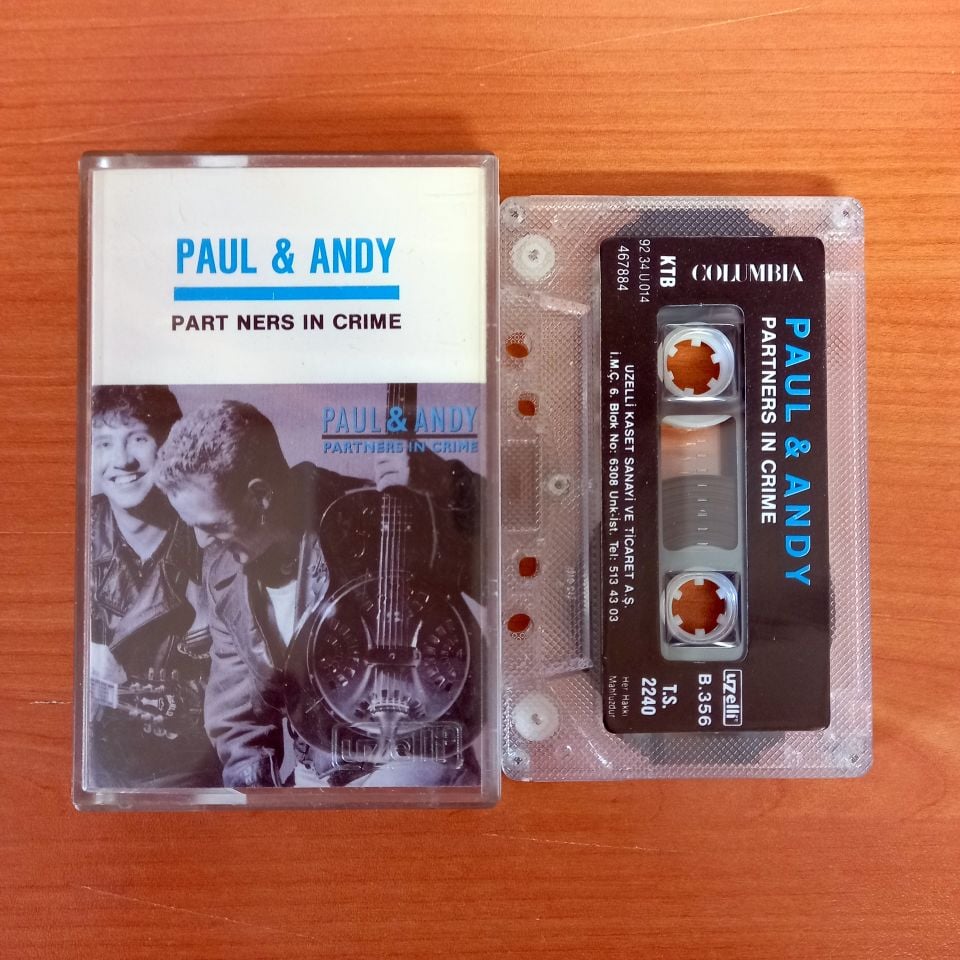 PAUL & ANDY
PART NERS IN CRIME
PAUL & ANDY
PARTNERS IN CRIME
uzelli
COLUMBIA
KTB
92.34.U.014
467884
PAUL & ANDY
PARTNERS IN CRIME
UZELLİ KASET SANAYİ VE TİCARET A.Ş.
İ.M.Ç. 6. Blok No: 6308 Unk-İst. Tel: 513 43 03
uzelli
B.356
T.S.
2240
Her Hakkı
Mahfuzdur